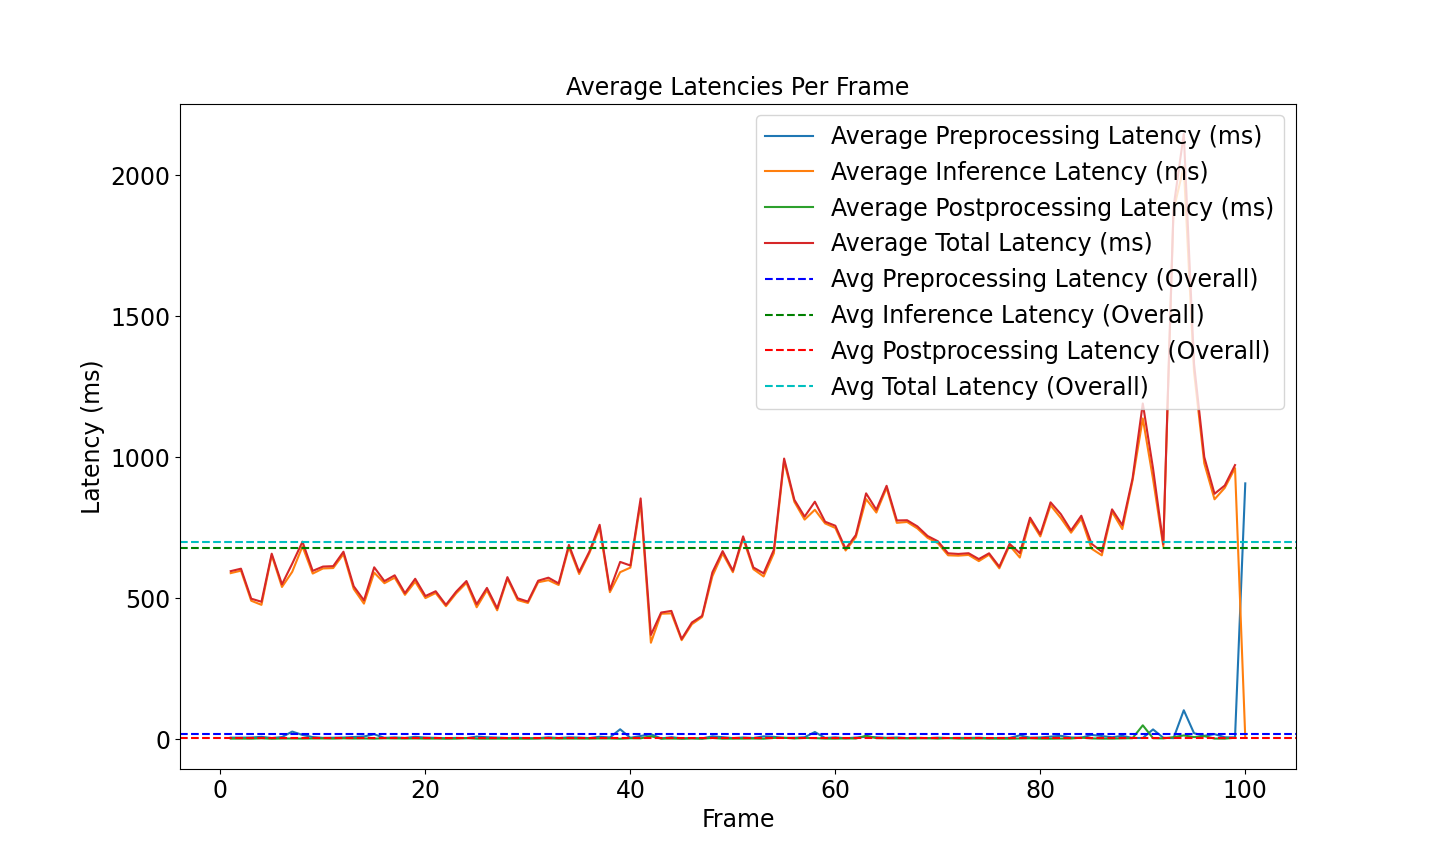 Average Latencies Per Frame
Average Preprocessing Latency (ms)
Average Inference Latency (ms)
Average Postprocessing Latency (ms)
Average Total Latency (ms)
Avg Preprocessing Latency (Overall)
Avg Inference Latency (Overall)
Avg Postprocessing Latency (Overall)
Avg Total Latency (Overall)
Latency (ms)
2000
1500
1000
500
0
0 20 40 60 80 100
Frame